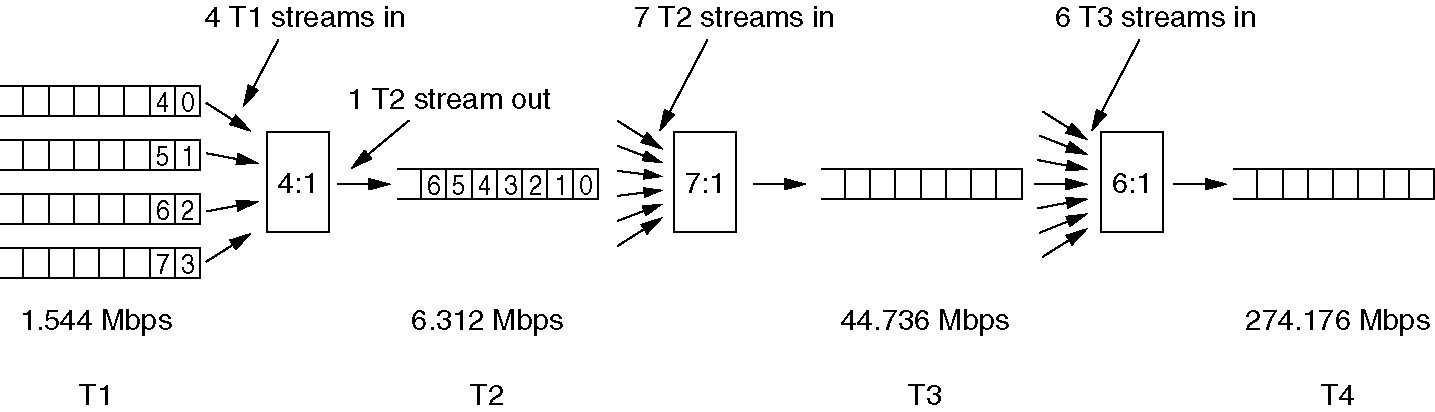 4 T1 streams in
7 T2 streams in
6 T3 streams in
1 T2 stream out
4 0
5 1
6 2
7 3
4:1
6 5 4 3 2 1 0
7:1
6:1
1.544 Mbps
6.312 Mbps
44.736 Mbps
274.176 Mbps
T1
T2
T3
T4